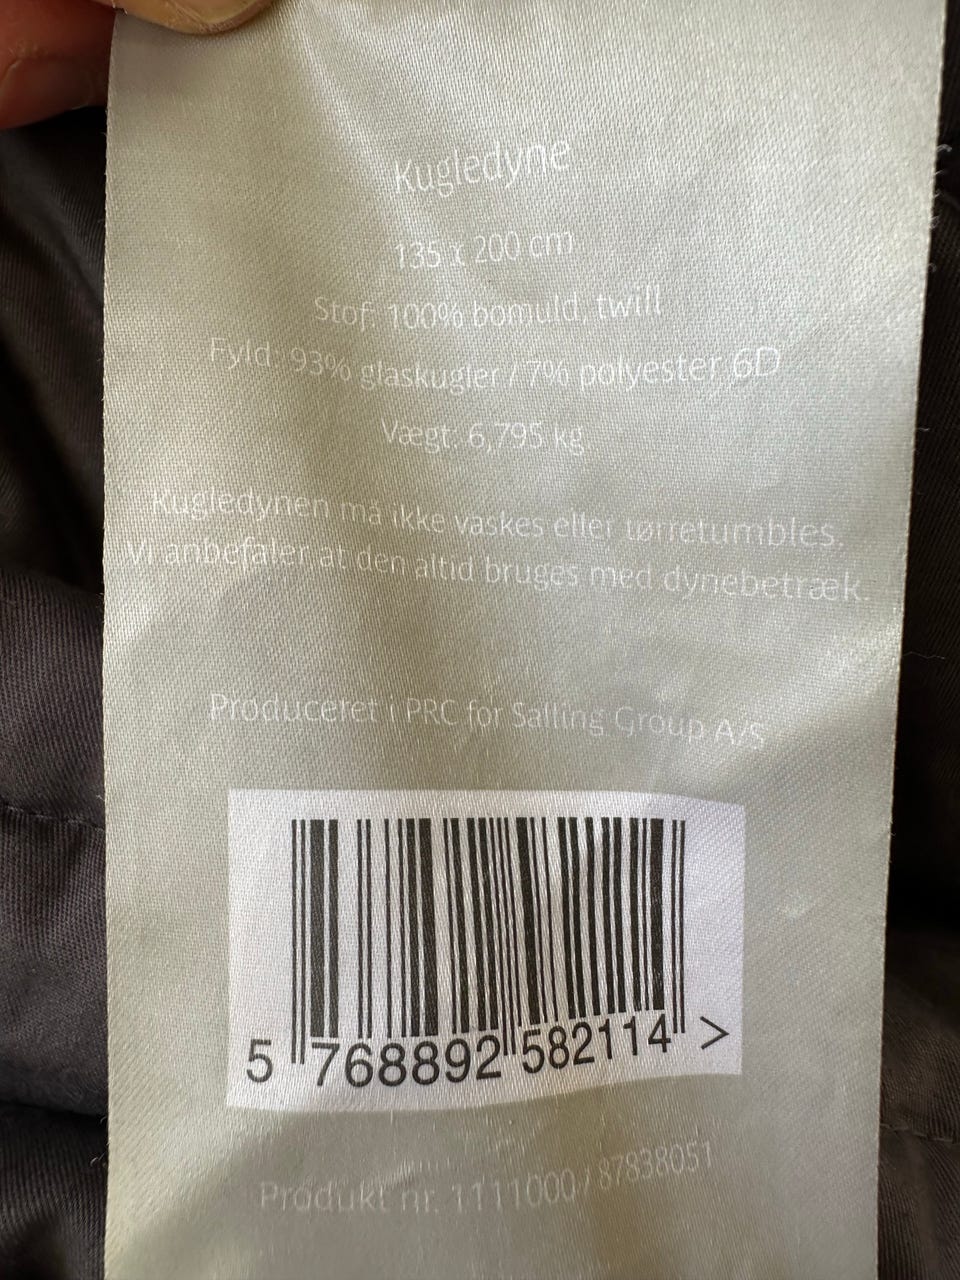 Kugledyne
135 x 200 cm
Stof: 100% bomuld, twill
Fyld: 93% glaskugler / 7% polyester 6D
Vægt: 6,795 kg
Kugledynen må ikke vaskes eller tørretumbles.
Vi anbefaler at den altid bruges med dynebetræk.
Produceret i PRC for Salling Group A/S
5 768892 582114 >
Produkt nr. 1111000 / 87838051